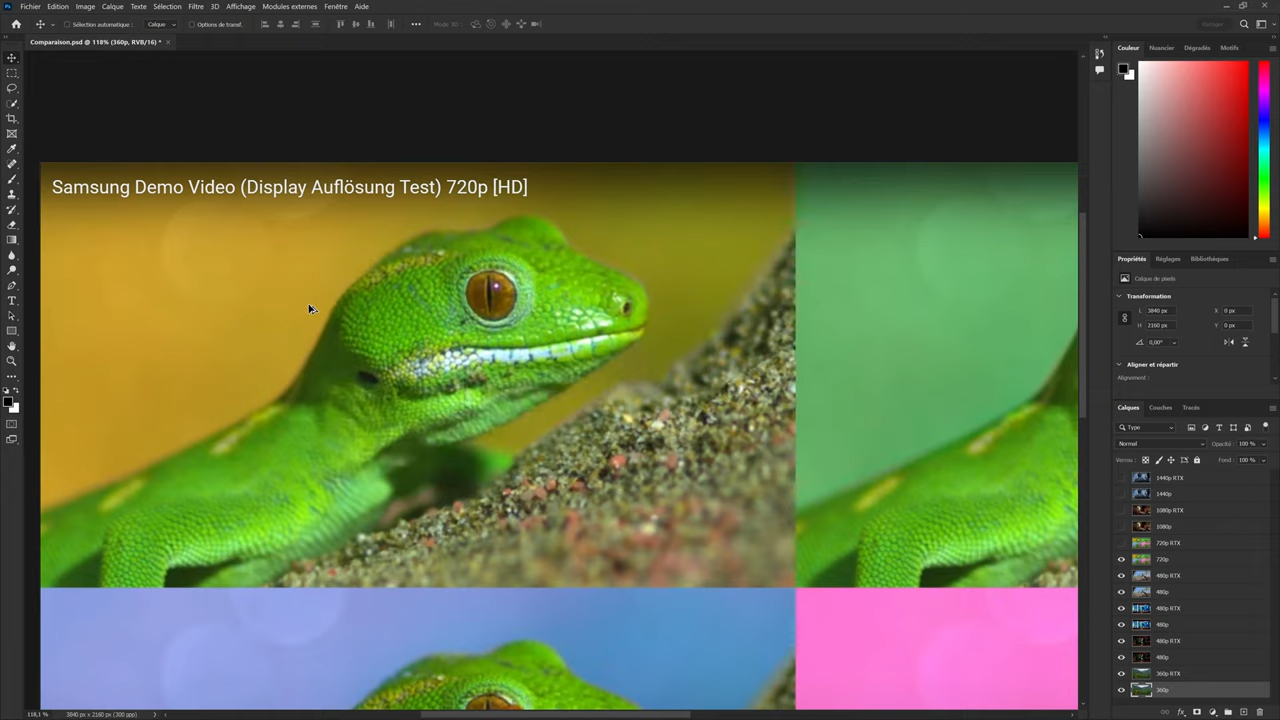 Fichier Edition Image Calque Texte Sélection Filtre 3D Affichage Modules externes Fenêtre Aide
Sélection automatique : Calque Options de transf. Mode 3D : Partager
Comparaison.psd @ 118% (360p, RVB/16) *
Samsung Demo Video (Display Auflösung Test) 720p [HD]
Couleur Nuancier Dégradés Motifs
Propriétés Réglages Bibliothèques
Calque de pixels
Transformation
L 3840 px X 0 px
H 2160 px Y 0 px
0,00°
Aligner et répartir
Alignement :
Calques Couches Tracés
Type
Normal Opacité : 100 %
Verrou : Fond : 100 %
1440p RTX
1440p
1080p RTX
1080p
720p RTX
720p
480p RTX
480p
480p RTX
480p
480p RTX
480p
360p RTX
360p
118,1 % 3840 px x 2160 px (300 ppp)